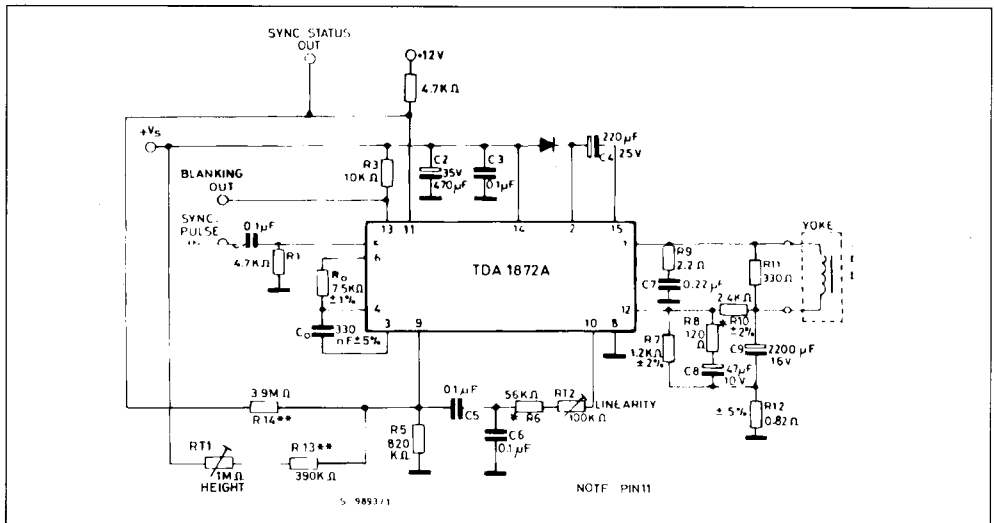 SYNC STATUS
OUT
+12V
4.7KΩ
+Vs
R3
10KΩ
C2
35V
470µF
C3
0.1µF
220µF
C4
25V
BLANKING
OUT
SYNC.
PULSE
IN
0.1µF
R1
4.7KΩ
13
11
14
2
15
5
6
4
3
9
10
8
1
12
TDA 1872A
Ro
7.5KΩ
±1%
Co
330
nF±5%
R9
2.2Ω
C7
0.22µF
R11
330Ω
YOKE
2.4KΩ
R10
±2%
R8
120
Ω
*
R7
1.2KΩ
±2%
C9
2200µF
16V
C8
47µF
10V
±5%
R12
0.82Ω
3.9MΩ
R14**
RT1
1MΩ
HEIGHT
R13**
390KΩ
R5
820
KΩ
0.1µF
C5
C6
0.1µF
56KΩ
* R6
RT2
100KΩ
LINEARITY
S-9893/1
NOTF PIN11